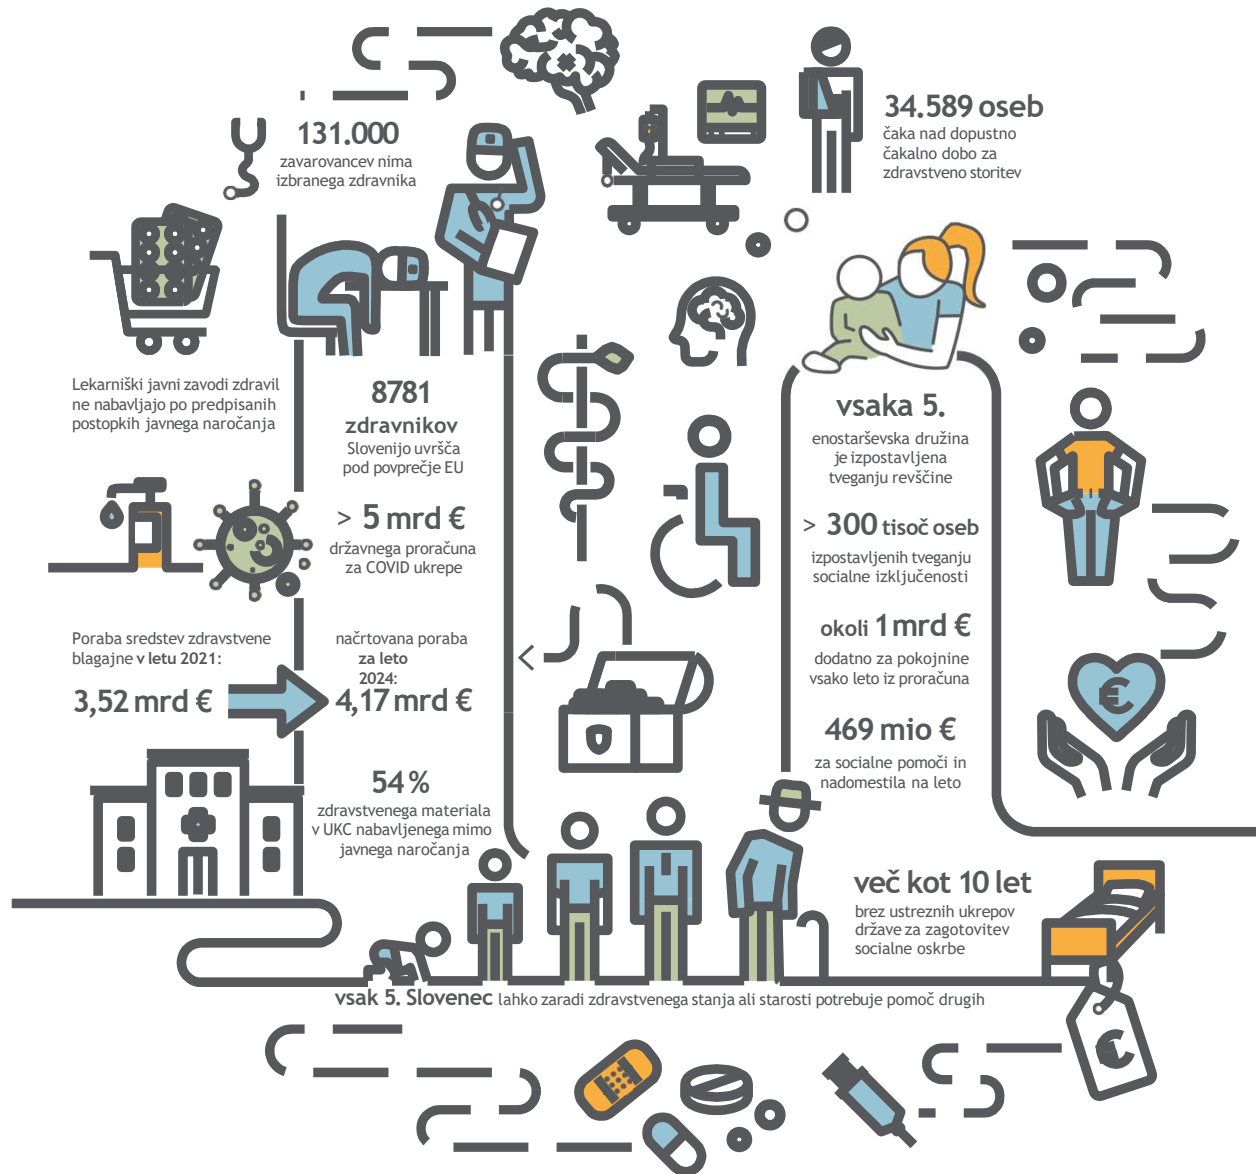 131.000
zavarovancev nima
izbranega zdravnika
34.589 oseb
čaka nad dopustno
čakalno dobo za
zdravstveno storitev
Lekarniški javni zavodi zdravil
ne nabavljajo po predpisanih
postopkih javnega naročanja
8781
zdravnikov
Slovenijo uvršča
pod povprečje EU
> 5 mrd €
državnega proračuna
za COVID ukrepe
Poraba sredstev zdravstvene
blagajne v letu 2021:
3,52 mrd €
načrtovana poraba
za leto
2024:
4,17 mrd €
54 %
zdravstvenega materiala
v UKC nabavljenega mimo
javnega naročanja
vsaka 5.
enostarševska družina
je izpostavljena
tveganju revščine
> 300 tisoč oseb
izpostavljenih tveganju
socialne izključenosti
okoli 1 mrd €
dodatno za pokojnine
vsako leto iz proračuna
469 mio €
za socialne pomoči in
nadomestila na leto
več kot 10 let
brez ustreznih ukrepov
države za zagotovitev
socialne oskrbe
vsak 5. Slovenec lahko zaradi zdravstvenega stanja ali starosti potrebuje pomoč drugih
€
€